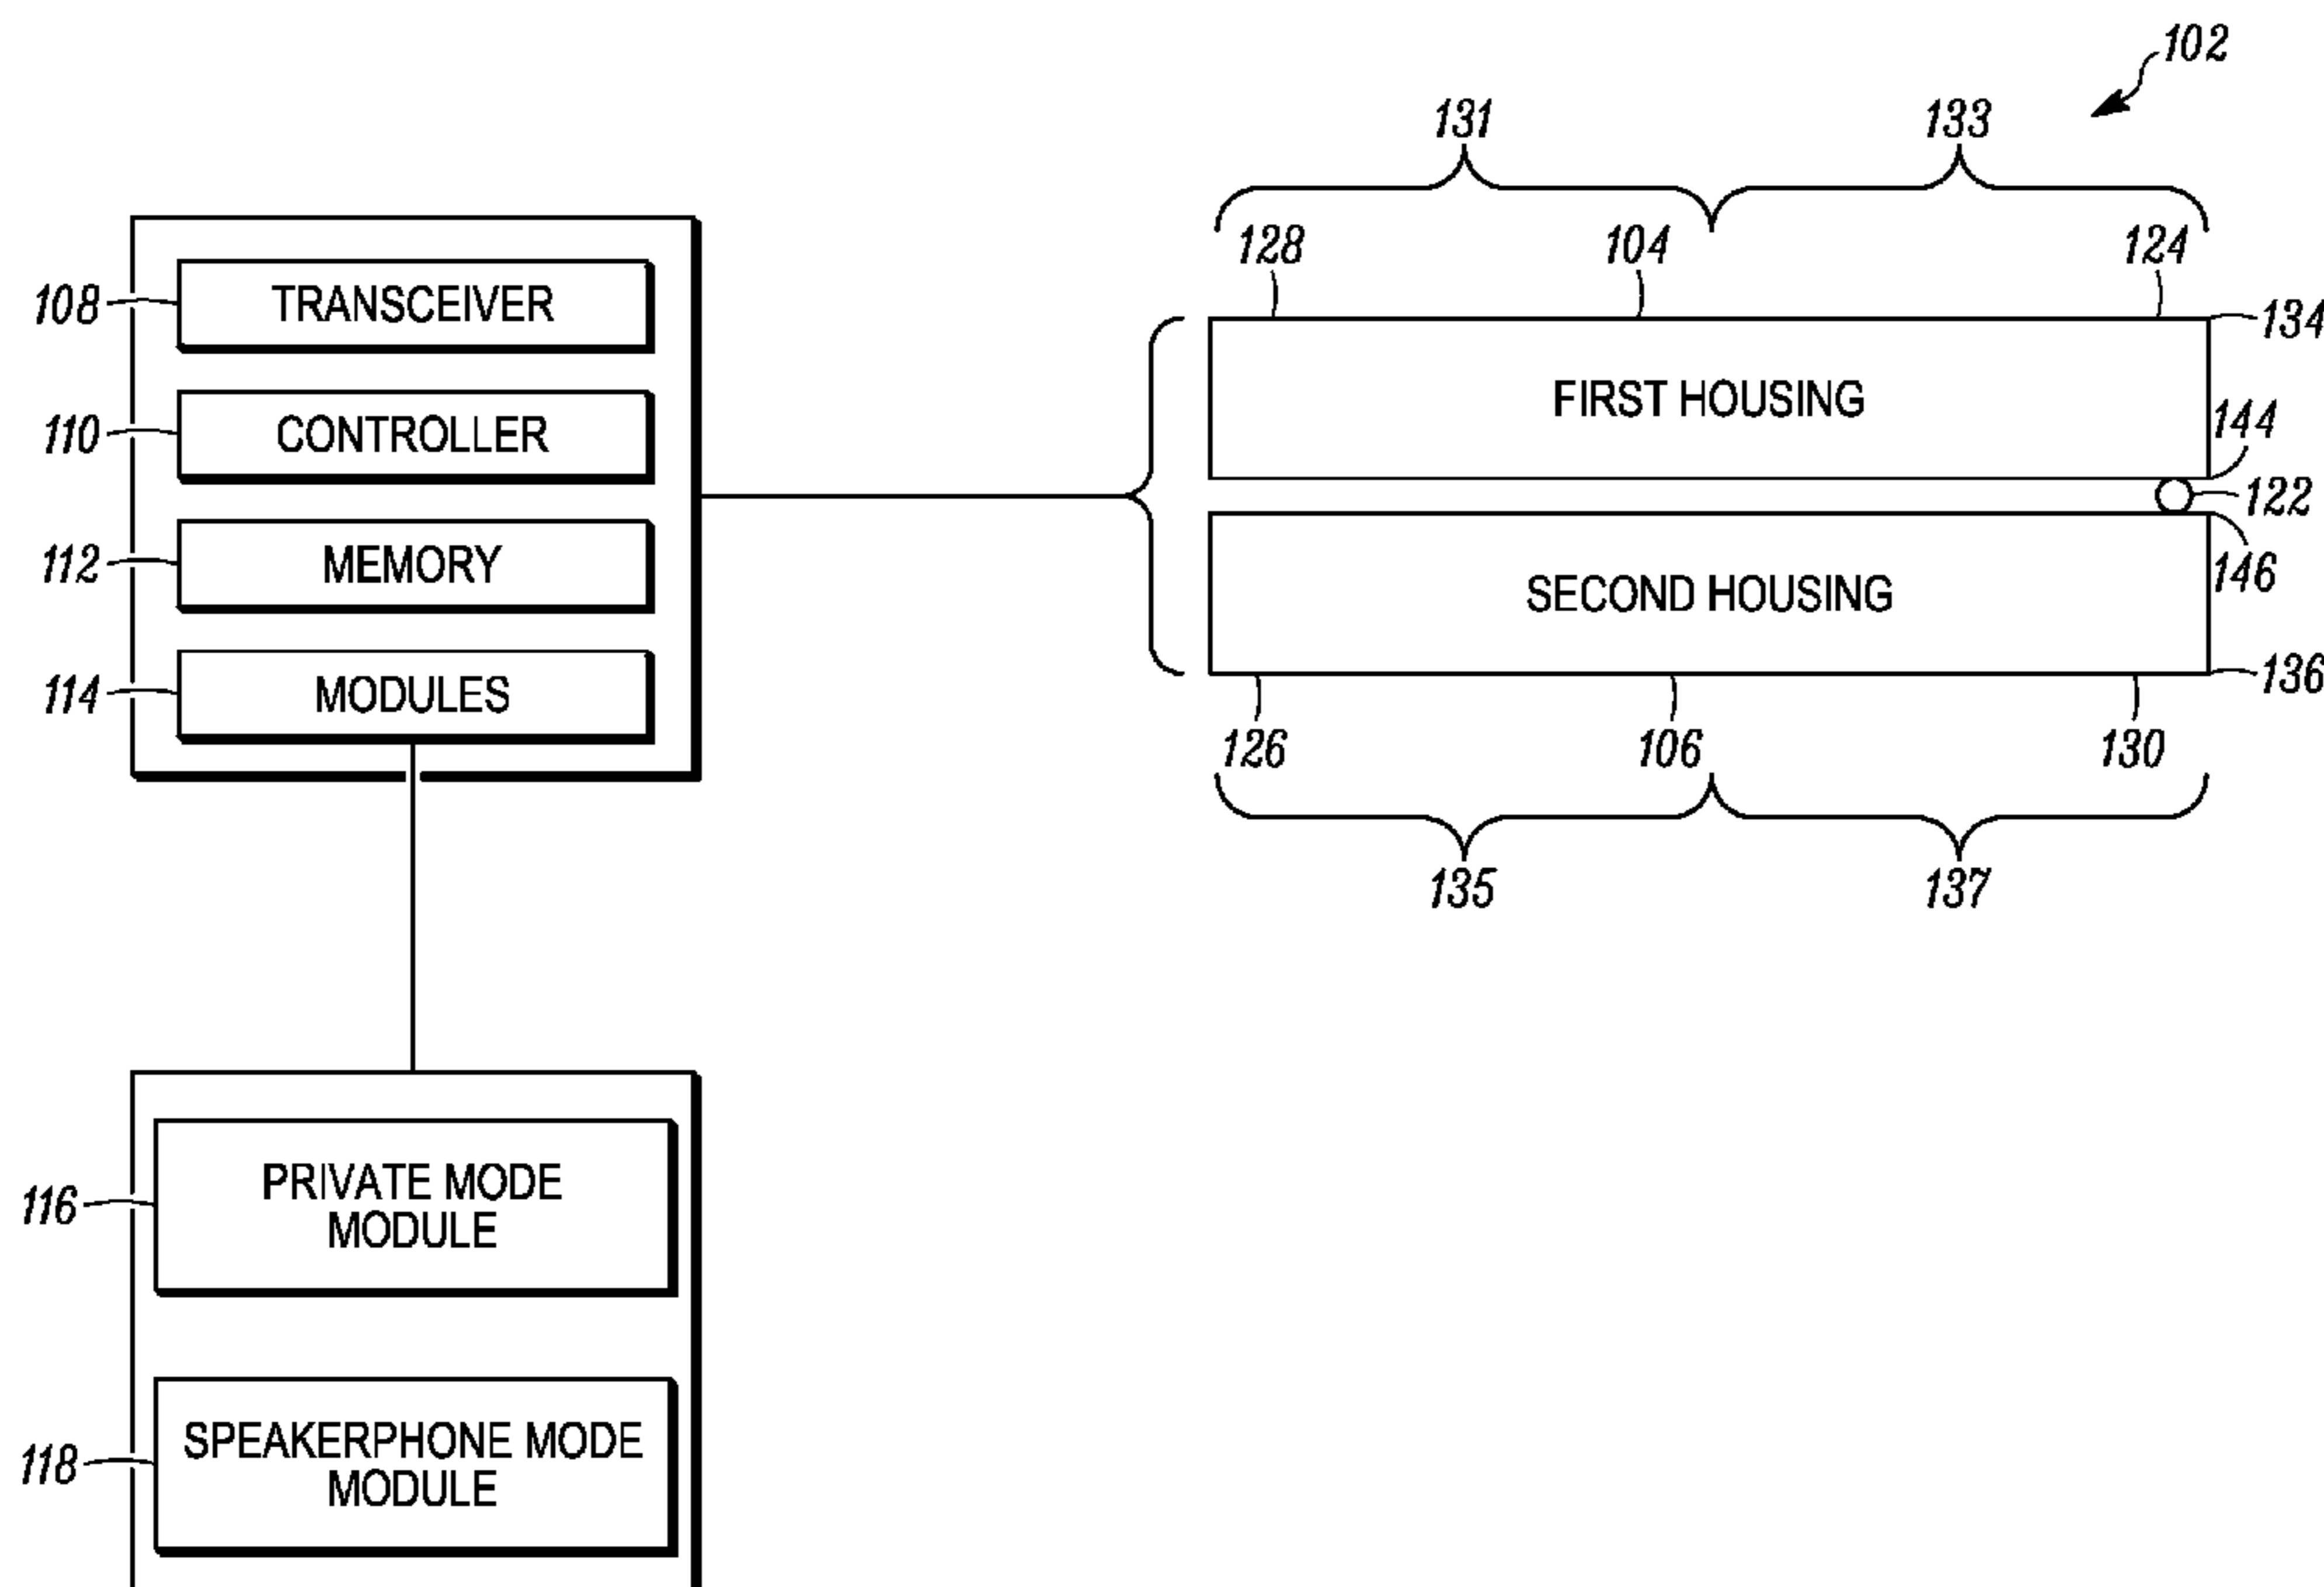 102
131
133
128
104
124
108
TRANSCEIVER
134
FIRST HOUSING
110
CONTROLLER
144
122
112
MEMORY
146
SECOND HOUSING
114
MODULES
136
126
106
130
135
137
116
PRIVATE MODE
MODULE
118
SPEAKERPHONE MODE
MODULE